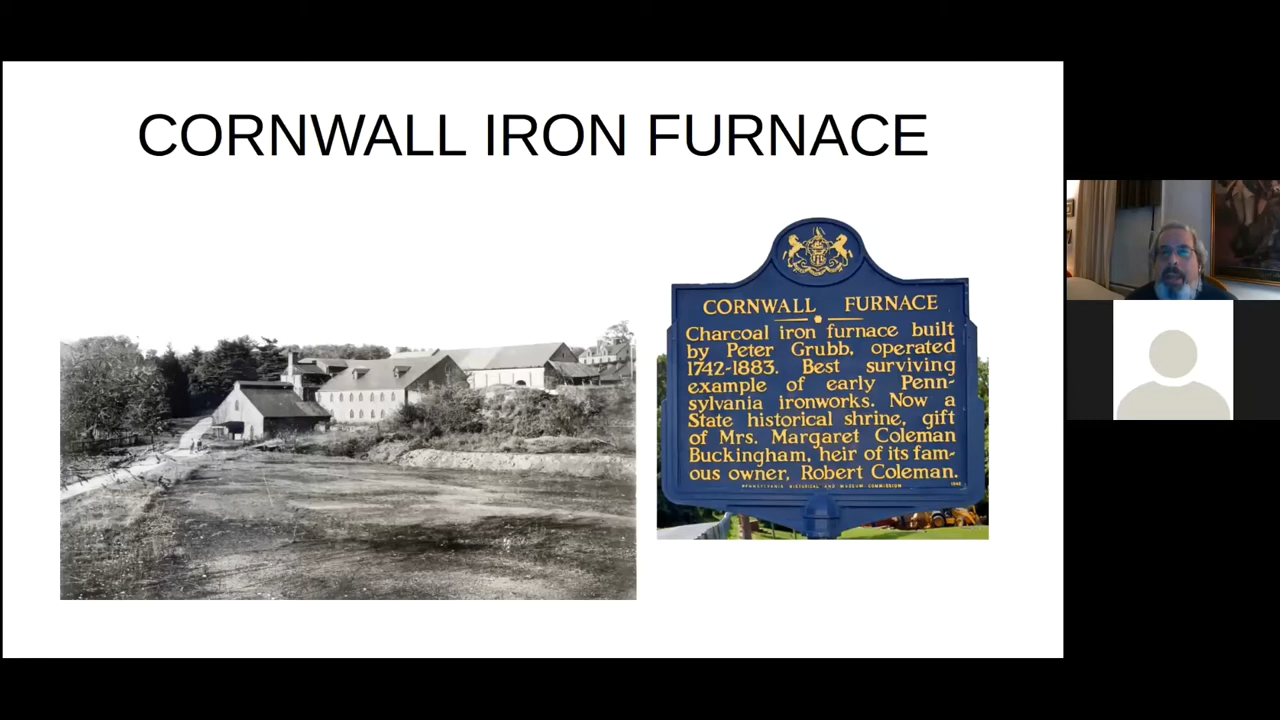 CORNWALL IRON FURNACE
CORNWALL FURNACE
Charcoal iron furnace built
by Peter Grubb, operated
1742-1883. Best surviving
example of early Penn-
sylvania ironworks. Now a
State historical shrine, gift
of Mrs. Margaret Coleman
Buckingham, heir of its fam-
ous owner, Robert Coleman.
PENNSYLVANIA HISTORICAL AND MUSEUM COMMISSION